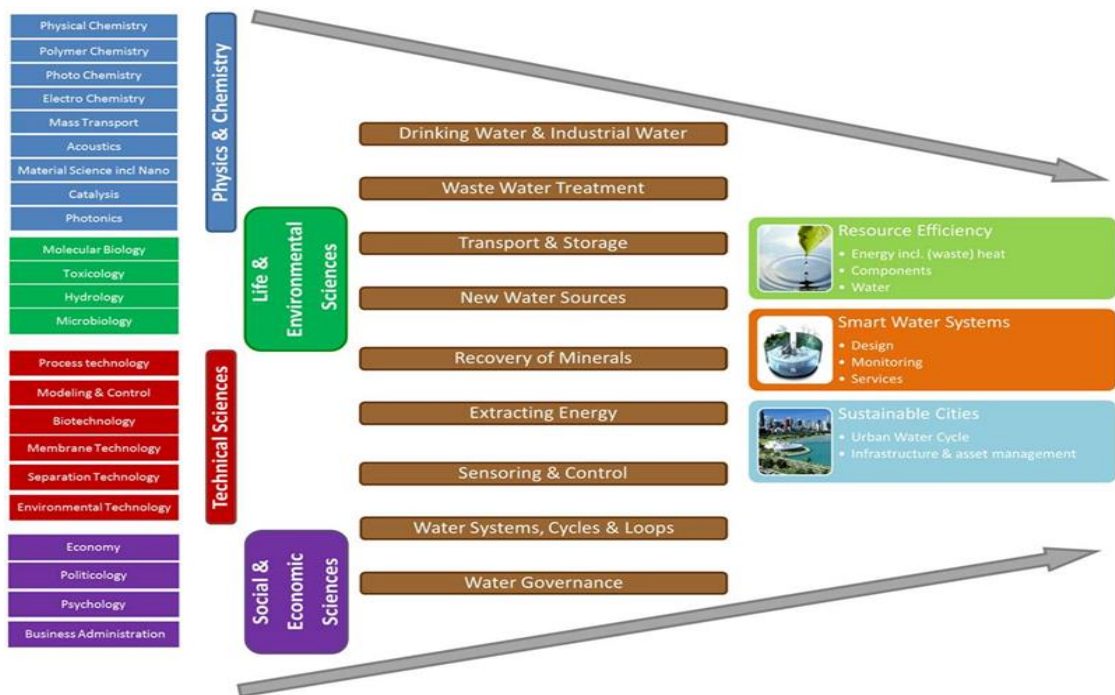 Physical Chemistry
Polymer Chemistry
Photo Chemistry
Electro Chemistry
Mass Transport
Acoustics
Material Science incl Nano
Catalysis
Photonics
Molecular Biology
Toxicology
Hydrology
Microbiology
Process technology
Modeling & Control
Biotechnology
Membrane Technology
Separation Technology
Environmental Technology
Economy
Politicology
Psychology
Business Administration
Physics & Chemistry
Life &
Environmental
Sciences
Technical Sciences
Social &
Economic
Sciences
Drinking Water & Industrial Water
Waste Water Treatment
Transport & Storage
New Water Sources
Recovery of Minerals
Extracting Energy
Sensoring & Control
Water Systems, Cycles & Loops
Water Governance
Resource Efficiency
• Energy incl. (waste) heat
• Components
• Water
Smart Water Systems
• Design
• Monitoring
• Services
Sustainable Cities
• Urban Water Cycle
• Infrastructure & asset management